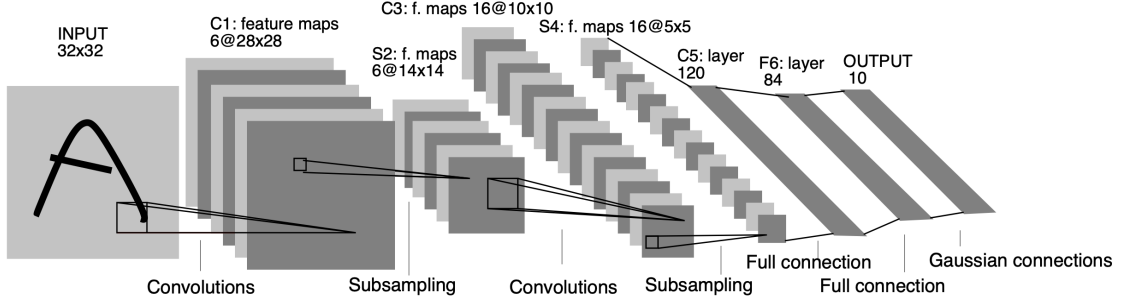 INPUT
32x32
C1: feature maps
6@28x28
S2: f. maps
6@14x14
C3: f. maps 16@10x10
S4: f. maps 16@5x5
C5: layer
120
F6: layer
84
OUTPUT
10
Convolutions
Subsampling
Convolutions
Subsampling
Full connection
Full connection
Gaussian connections